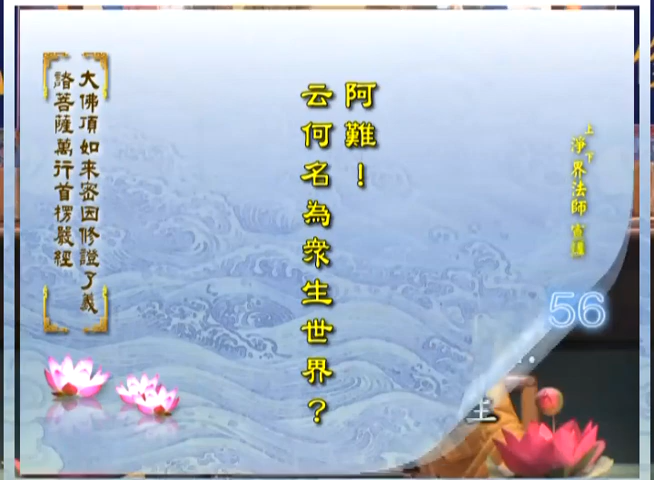 阿難！
云何名為眾生世界？
上淨下界法師宣講
56
大佛頂如來密因修證了義
諸菩薩萬行首楞嚴經
主